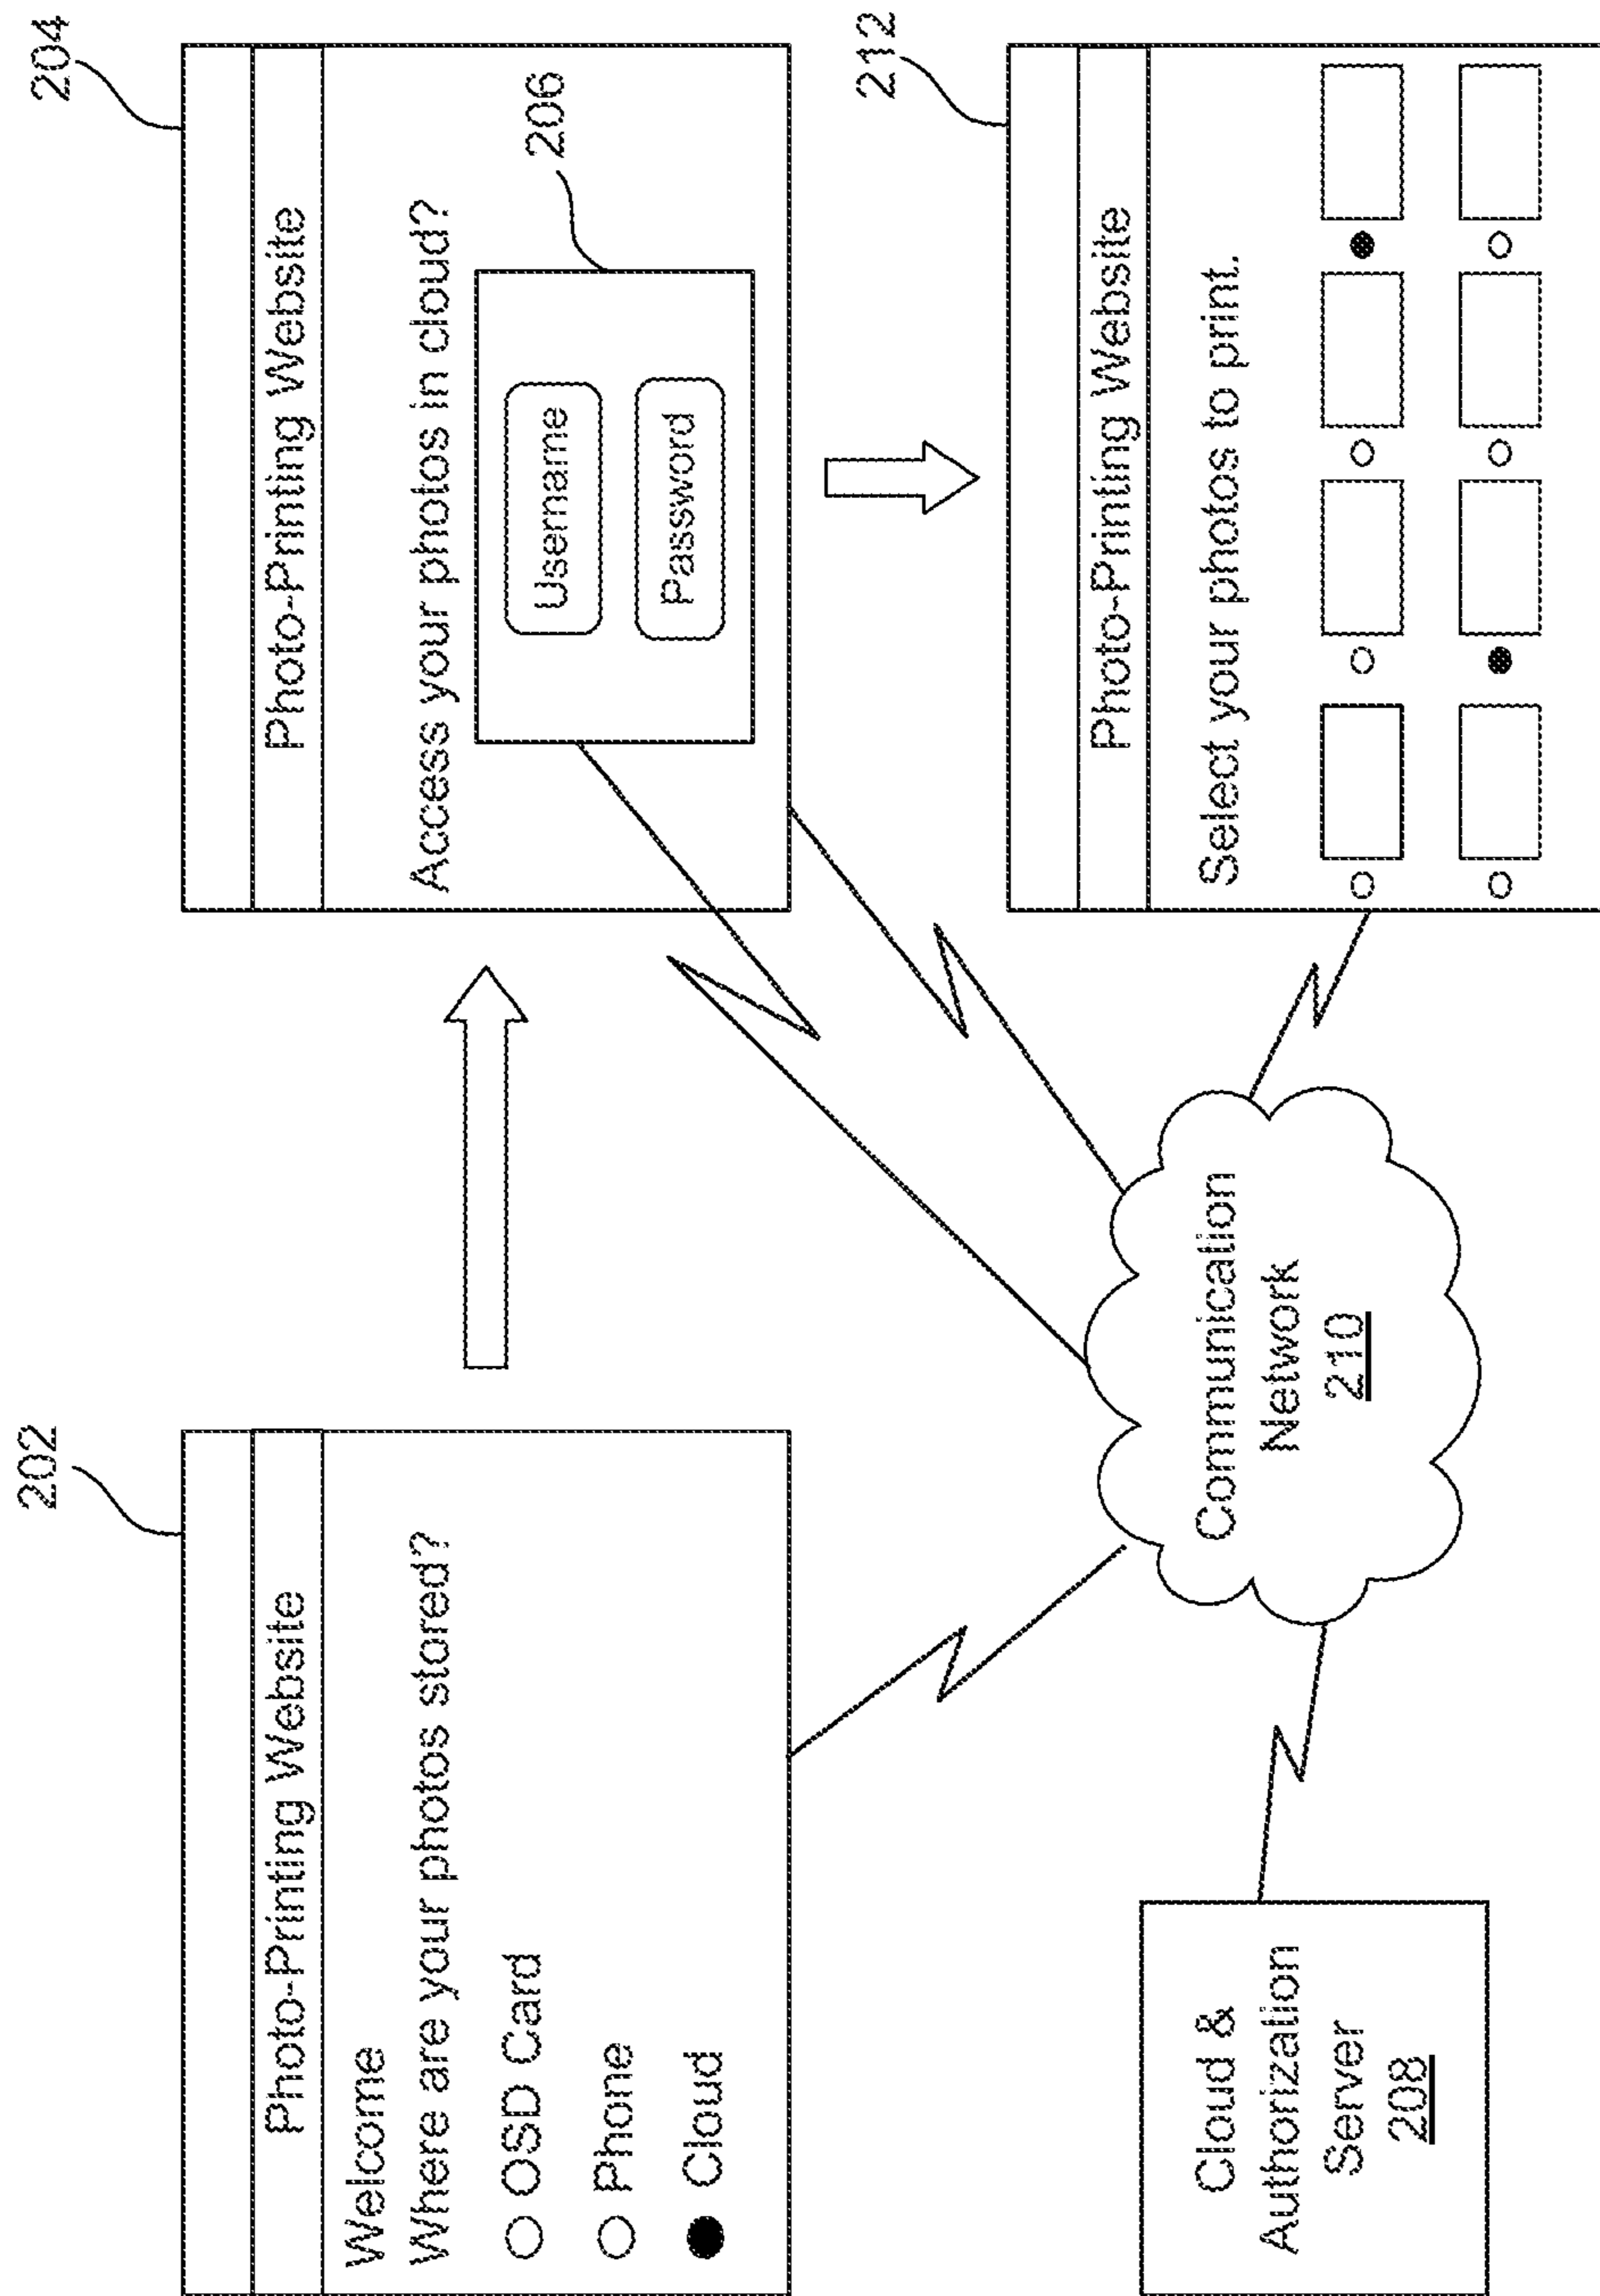 202
Photo-Printing Website
Welcome
Where are your photos stored?
OSD Card
Phone
Cloud
204
Photo-Printing Website
Access your photos in cloud?
206
Username
Password
Cloud &
Authorization
Server
208
Communication
Network
210
212
Photo-Printing Website
Select your photos to print.